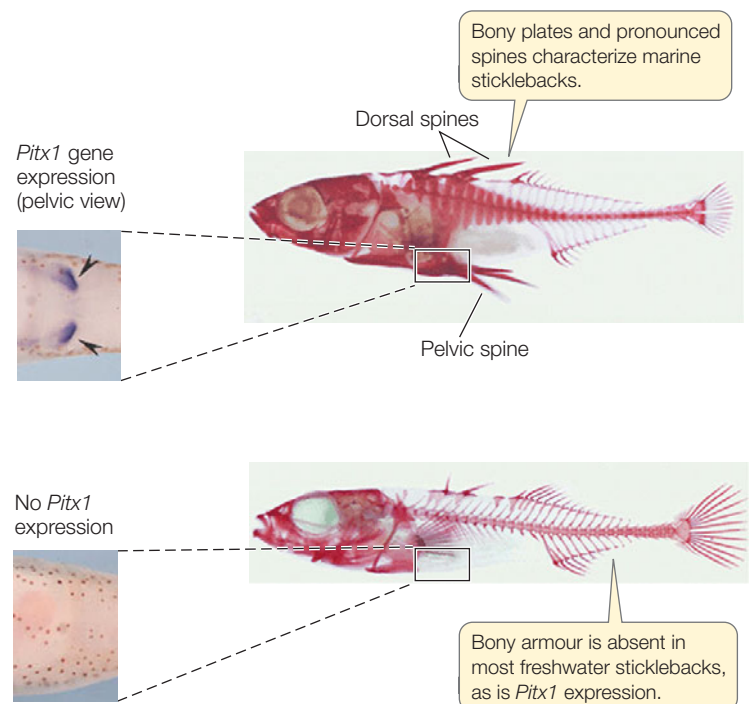 Bony plates and pronounced
spines characterize marine
sticklebacks.
Dorsal spines
Pitx1 gene
expression
(pelvic view)
Pelvic spine
No Pitx1
expression
Bony armour is absent in
most freshwater sticklebacks,
as is Pitx1 expression.